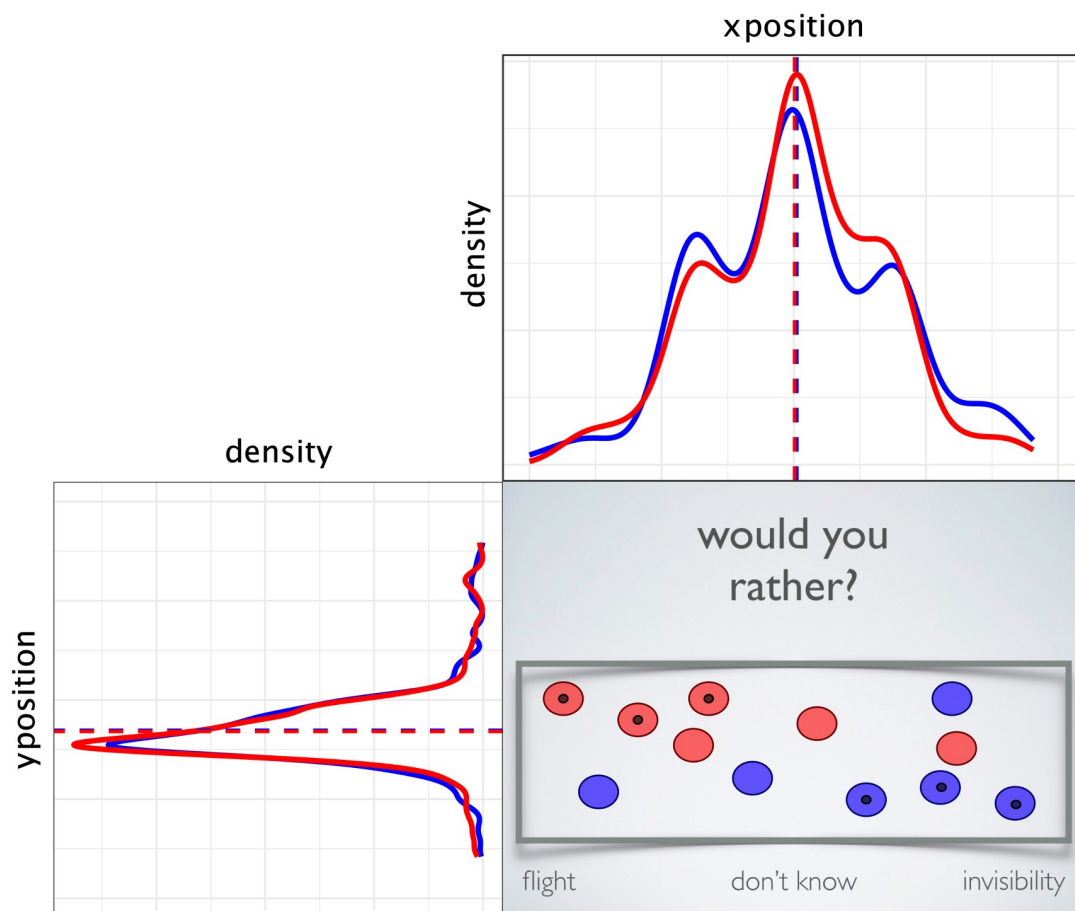 xposition
density
density
yposition
would you
rather?
flight
don't know
invisibility